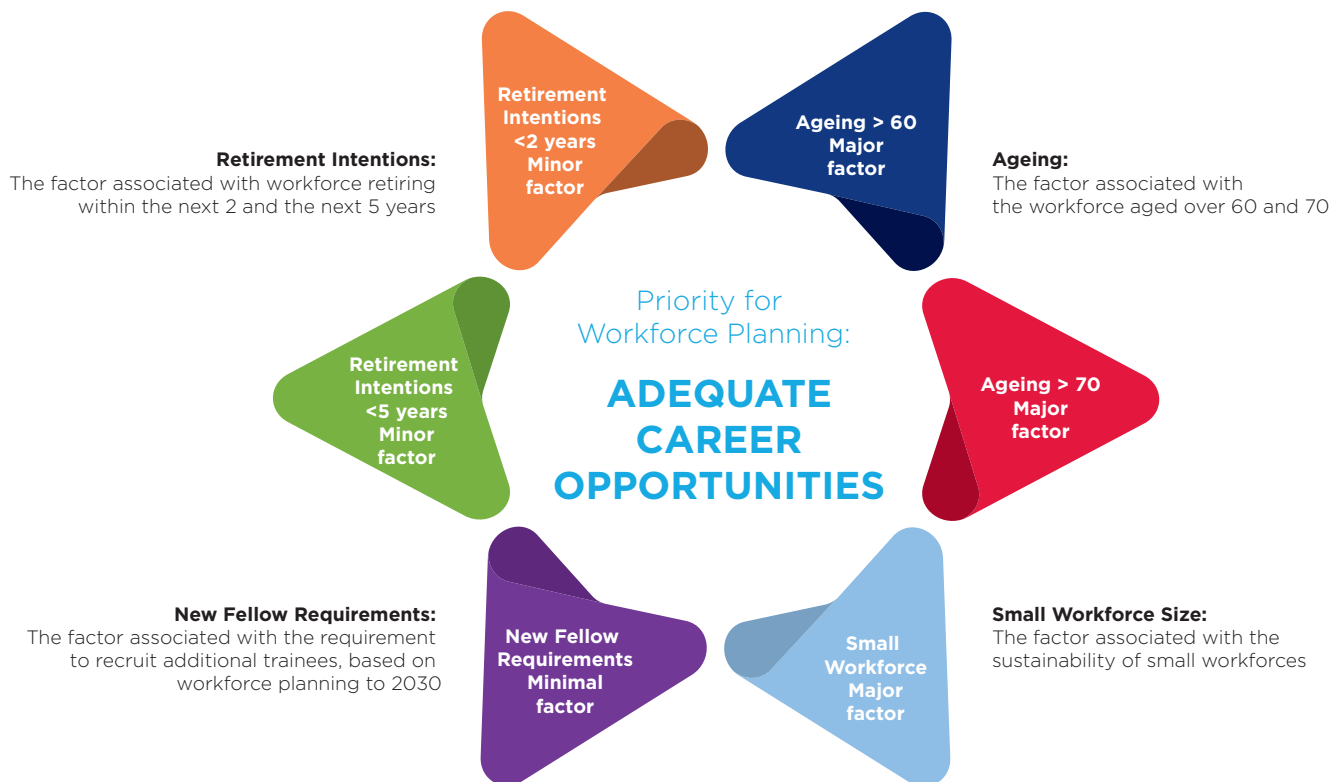 Retirement
Intentions
<2 years
Minor
factor
Ageing > 60
Major
factor
Retirement Intentions:
The factor associated with workforce retiring
within the next 2 and the next 5 years
Ageing:
The factor associated with
the workforce aged over 60 and 70
Priority for
Workforce Planning:
ADEQUATE
CAREER
OPPORTUNITIES
Retirement
Intentions
<5 years
Minor
factor
Ageing > 70
Major
factor
New Fellow Requirements:
The factor associated with the requirement
to recruit additional trainees, based on
workforce planning to 2030
New Fellow
Requirements
Minimal
factor
Small
Workforce
Major
factor
Small Workforce Size:
The factor associated with the
sustainability of small workforces